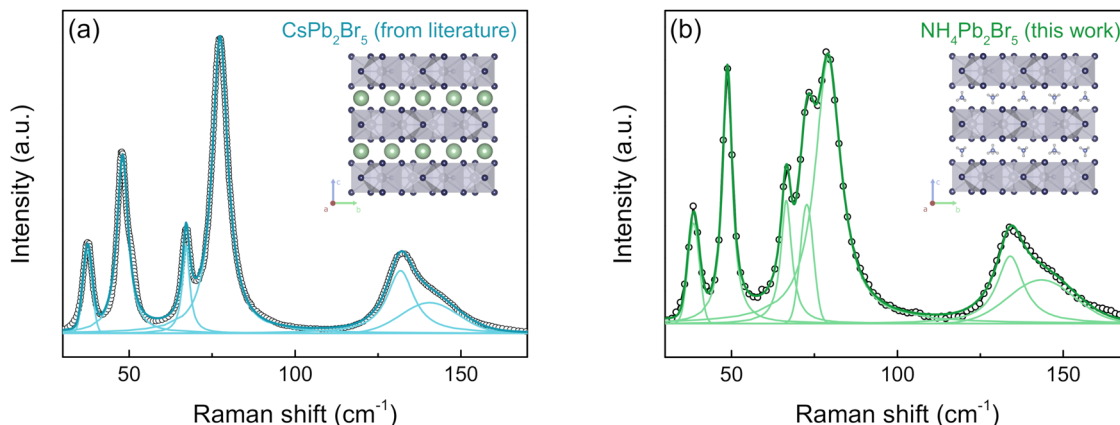 (a)
CsPb₂Br₅ (from literature)
c
a
b
Intensity (a.u.)
50
100
150
Raman shift (cm⁻¹)
(b)
NH₄Pb₂Br₅ (this work)
c
a
b
Intensity (a.u.)
50
100
150
Raman shift (cm⁻¹)